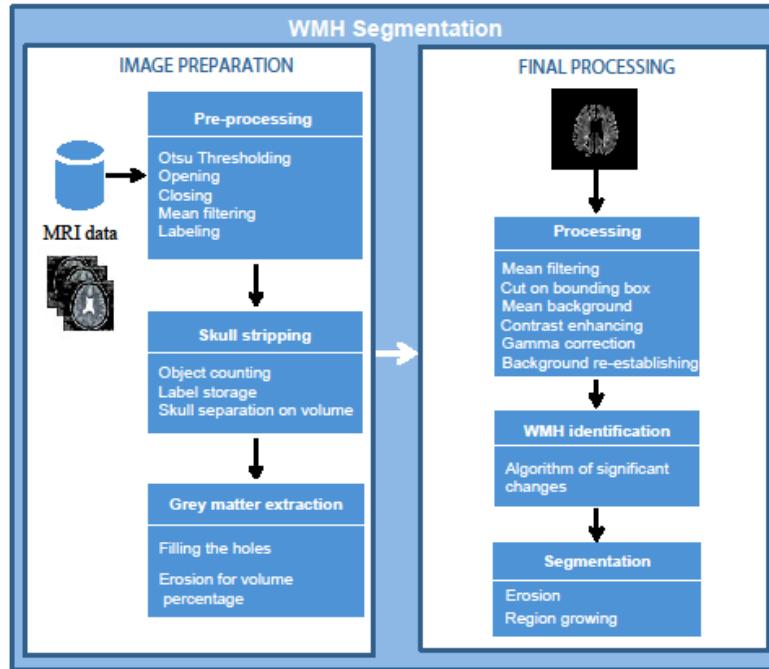 WMH Segmentation
IMAGE PREPARATION
MRI data
Pre-processing
Otsu Thresholding
Opening
Closing
Mean filtering
Labeling
Skull stripping
Object counting
Label storage
Skull separation on volume
Grey matter extraction
Filling the holes
Erosion for volume
percentage
FINAL PROCESSING
Processing
Mean filtering
Cut on bounding box
Mean background
Contrast enhancing
Gamma correction
Background re-establishing
WMH identification
Algorithm of significant
changes
Segmentation
Erosion
Region growing